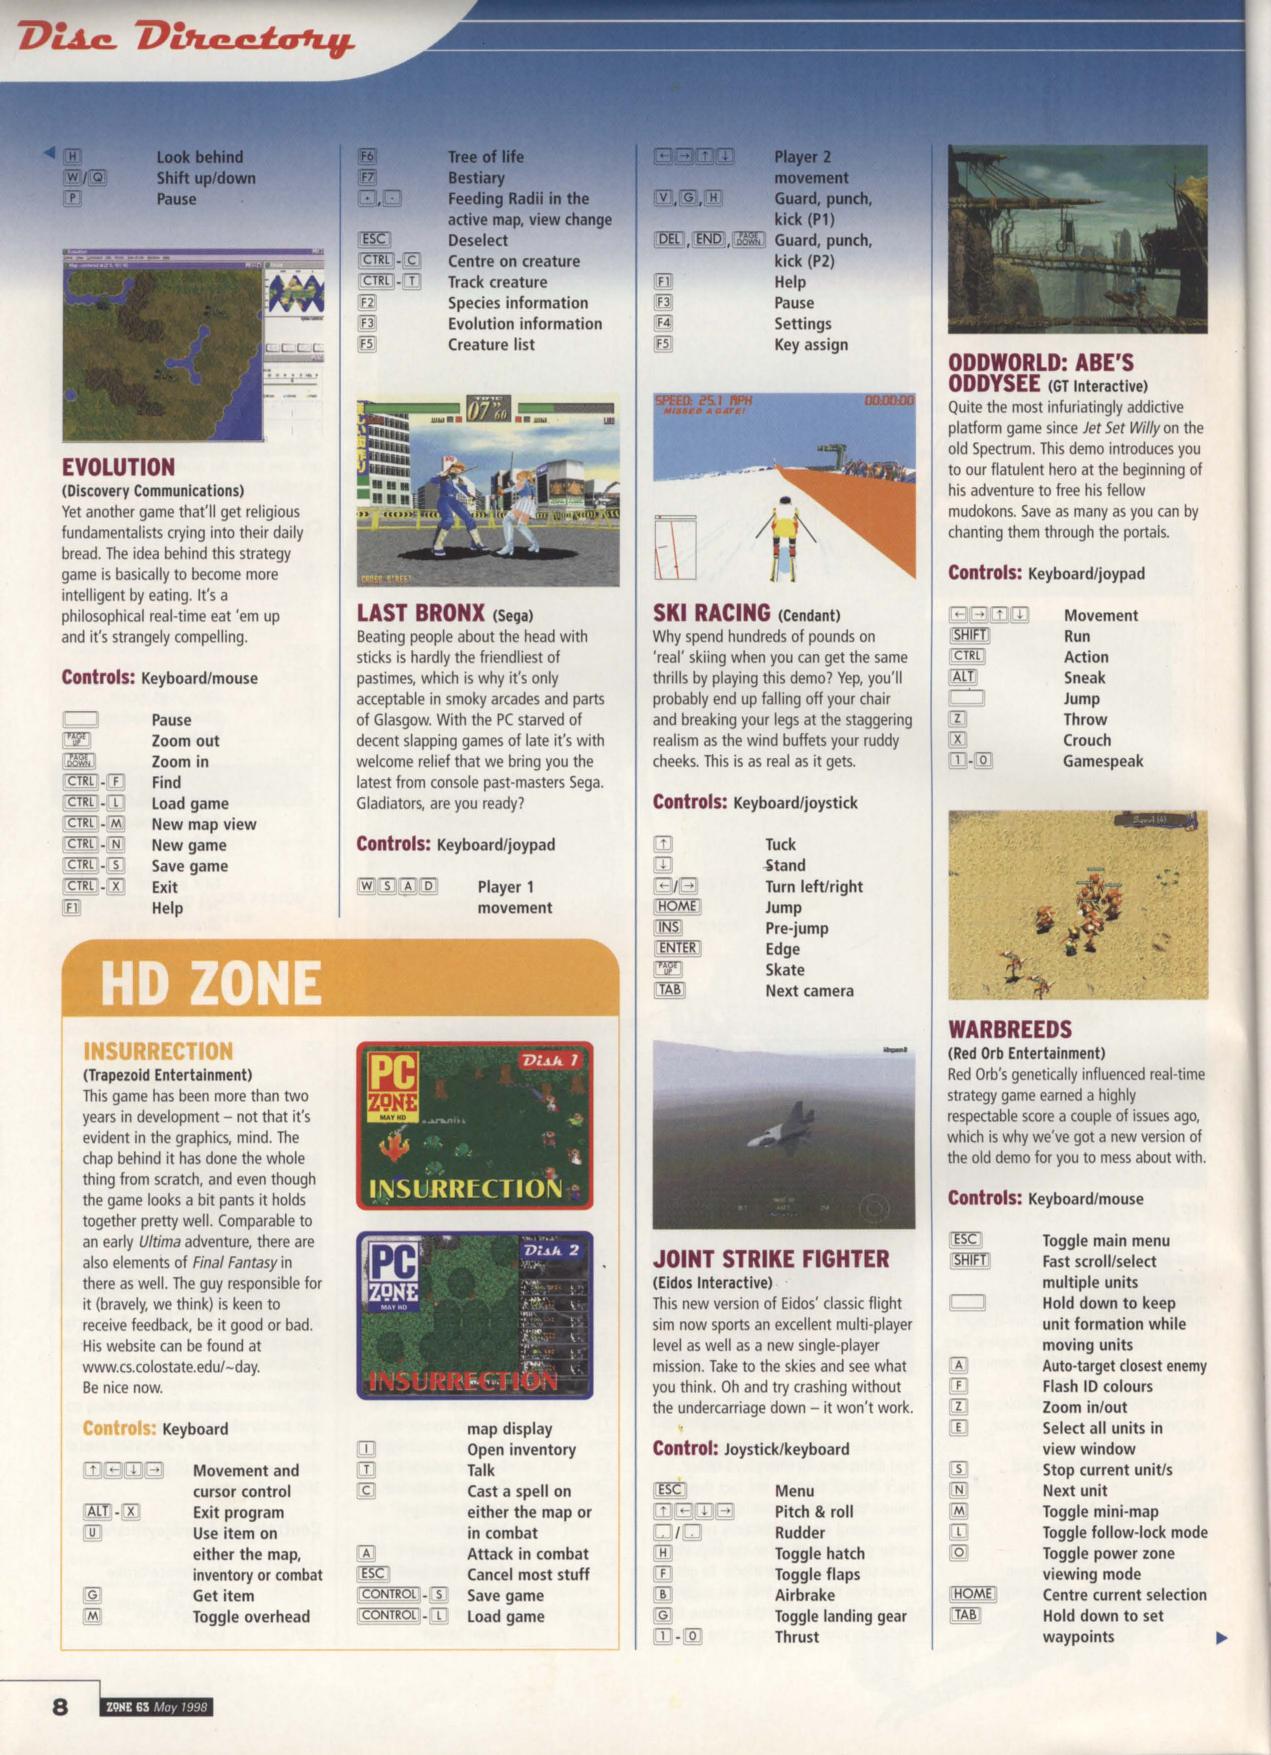 Disc Directory
H Look behind
W/Q Shift up/down
P Pause
EVOLUTION
(Discovery Communications)
Yet another game that'll get religious
fundamentalists crying into their daily
bread. The idea behind this strategy
game is basically to become more
intelligent by eating. It's a
philosophical real-time eat 'em up
and it's strangely compelling.
Controls: Keyboard/mouse
Pause
PAGE UP Zoom out
PAGE DOWN Zoom in
CTRL-F Find
CTRL-L Load game
CTRL-M New map view
CTRL-N New game
CTRL-S Save game
CTRL-X Exit
F1 Help
F6 Tree of life
F7 Bestiary
Feeding Radii in the
active map, view change
ESC Deselect
CTRL-C Centre on creature
CTRL-T Track creature
F2 Species information
F3 Evolution information
F5 Creature list
TIME
07"60
CROSS STREET
LAST BRONX (Sega)
Beating people about the head with
sticks is hardly the friendliest of
pastimes, which is why it's only
acceptable in smoky arcades and parts
of Glasgow. With the PC starved of
decent slapping games of late it's with
welcome relief that we bring you the
latest from console past-masters Sega.
Gladiators, are you ready?
Controls: Keyboard/joypad
W S A D Player 1
movement
← → ↑ ↓ Player 2
movement
V, G, H Guard, punch,
kick (P1)
DEL, END, PAGE DOWN Guard, punch,
kick (P2)
F1 Help
F3 Pause
F4 Settings
F5 Key assign
SPEED: 25.1 MPH 00:00:00
MISSED A GATE!
SKI RACING (Cendant)
Why spend hundreds of pounds on
'real' skiing when you can get the same
thrills by playing this demo? Yep, you'll
probably end up falling off your chair
and breaking your legs at the staggering
realism as the wind buffets your ruddy
cheeks. This is as real as it gets.
Controls: Keyboard/joystick
↑ Tuck
↓ Stand
←/→ Turn left/right
HOME Jump
INS Pre-jump
ENTER Edge
PAGE UP Skate
TAB Next camera
JOINT STRIKE FIGHTER
(Eidos Interactive)
This new version of Eidos' classic flight
sim now sports an excellent multi-player
level as well as a new single-player
mission. Take to the skies and see what
you think. Oh and try crashing without
the undercarriage down – it won't work.
Control: Joystick/keyboard
ESC Menu
↑ ← ↓ → Pitch & roll
,/. Rudder
H Toggle hatch
F Toggle flaps
B Airbrake
G Toggle landing gear
1-0 Thrust
ODDWORLD: ABE'S
ODDYSEE (GT Interactive)
Quite the most infuriatingly addictive
platform game since Jet Set Willy on the
old Spectrum. This demo introduces you
to our flatulent hero at the beginning of
his adventure to free his fellow
mudokons. Save as many as you can by
chanting them through the portals.
Controls: Keyboard/joypad
← → ↑ ↓ Movement
SHIFT Run
CTRL Action
ALT Sneak
Jump
Z Throw
X Crouch
1-0 Gamespeak
WARBREEDS
(Red Orb Entertainment)
Red Orb's genetically influenced real-time
strategy game earned a highly
respectable score a couple of issues ago,
which is why we've got a new version of
the old demo for you to mess about with.
Controls: Keyboard/mouse
ESC Toggle main menu
SHIFT Fast scroll/select
multiple units
Hold down to keep
unit formation while
moving units
A Auto-target closest enemy
F Flash ID colours
Z Zoom in/out
E Select all units in
view window
S Stop current unit/s
N Next unit
M Toggle mini-map
L Toggle follow-lock mode
O Toggle power zone
viewing mode
HOME Centre current selection
TAB Hold down to set
waypoints
HD ZONE
INSURRECTION
(Trapezoid Entertainment)
This game has been more than two
years in development – not that it's
evident in the graphics, mind. The
chap behind it has done the whole
thing from scratch, and even though
the game looks a bit pants it holds
together pretty well. Comparable to
an early Ultima adventure, there are
also elements of Final Fantasy in
there as well. The guy responsible for
it (bravely, we think) is keen to
receive feedback, be it good or bad.
His website can be found at
www.cs.colostate.edu/~day.
Be nice now.
Controls: Keyboard
↑ ← ↓ → Movement and
cursor control
ALT-X Exit program
U Use item on
either the map,
inventory or combat
G Get item
M Toggle overhead
PC ZONE
MAY HD
Disk 1
INSURRECTION
PC ZONE
MAY HD
Disk 2
INSURRECTION
map display
I Open inventory
T Talk
C Cast a spell on
either the map or
in combat
A Attack in combat
ESC Cancel most stuff
CONTROL-S Save game
CONTROL-L Load game
8
ZONE 63 May 1998